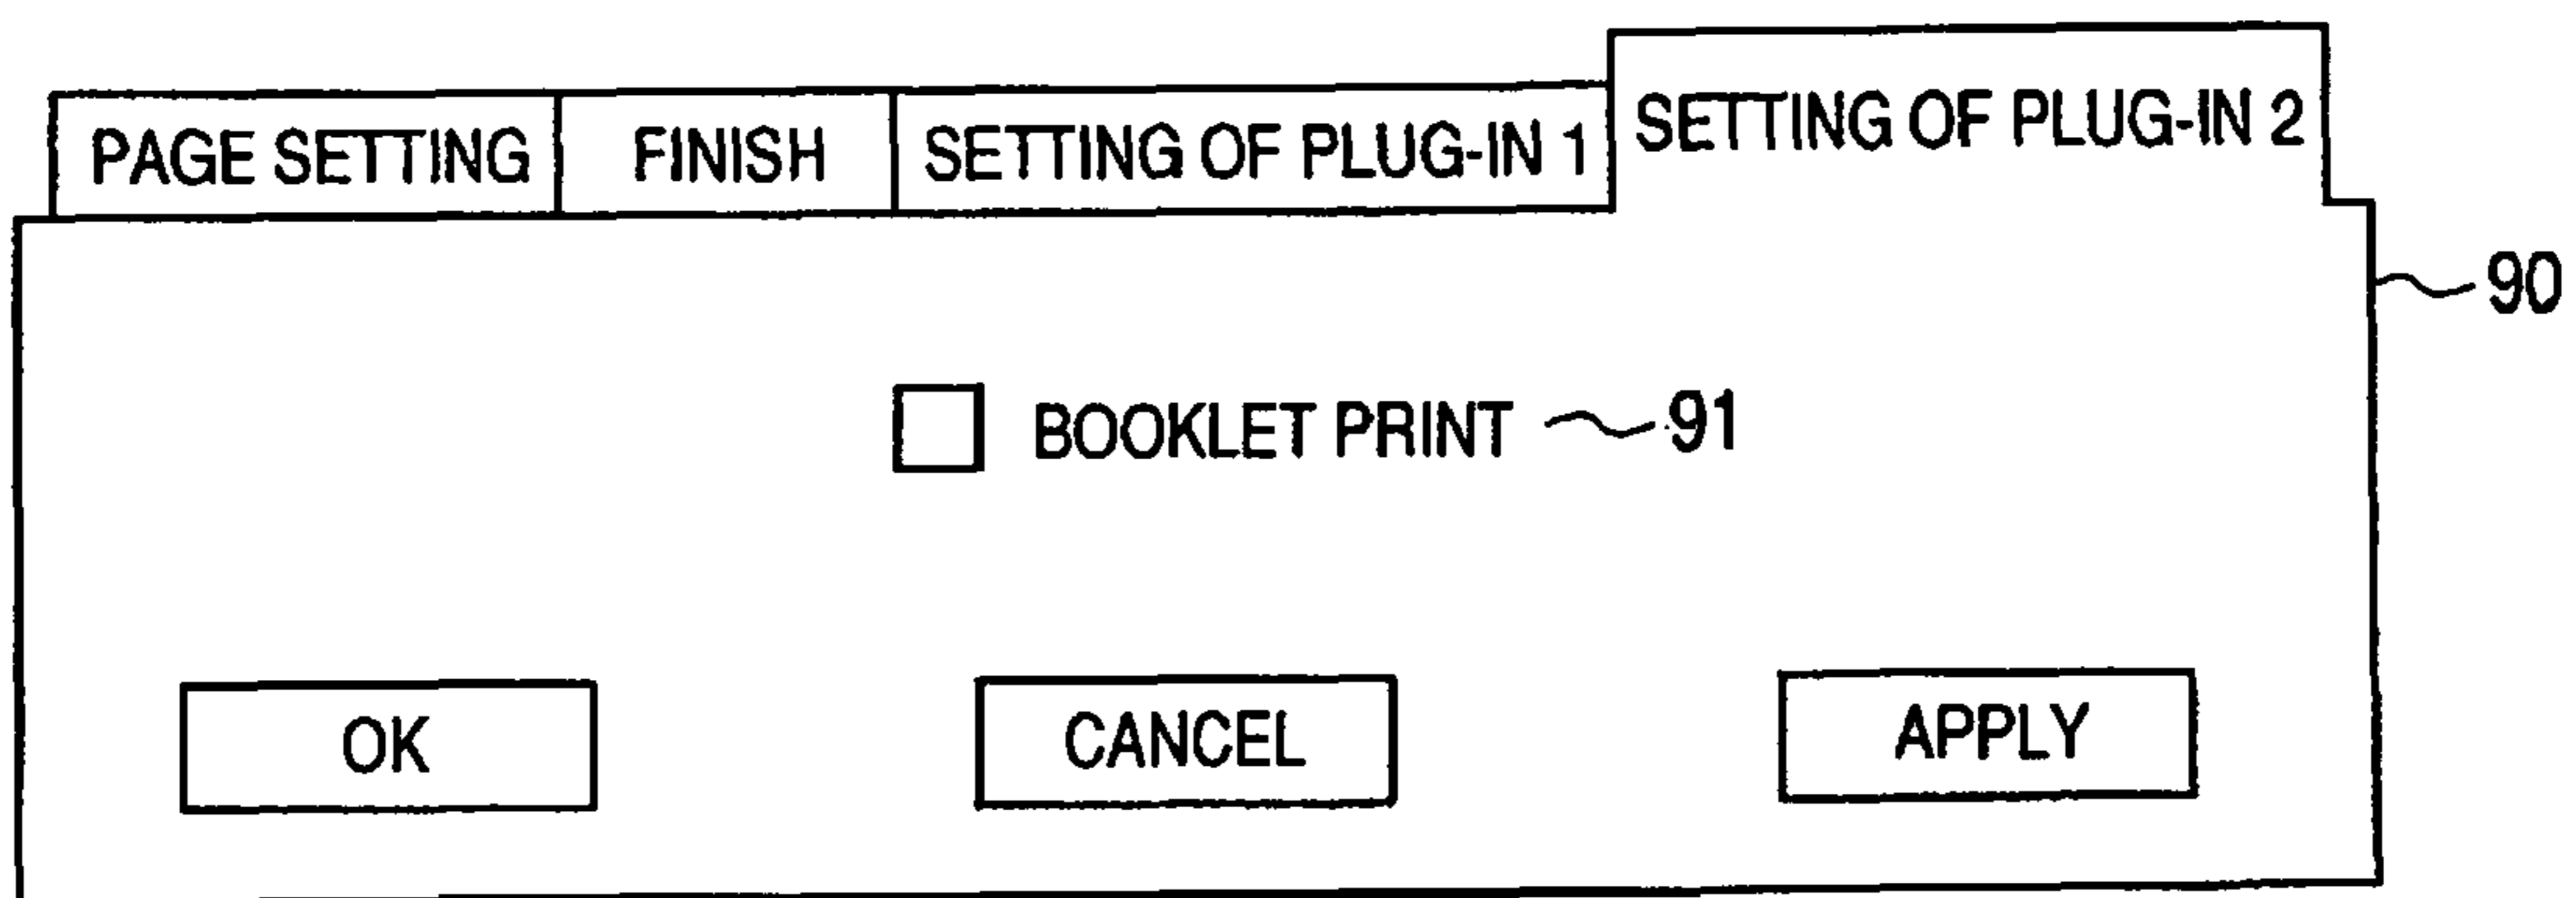 PAGE SETTING
FINISH
SETTING OF PLUG-IN 1
SETTING OF PLUG-IN 2
90
BOOKLET PRINT
91
OK
CANCEL
APPLY